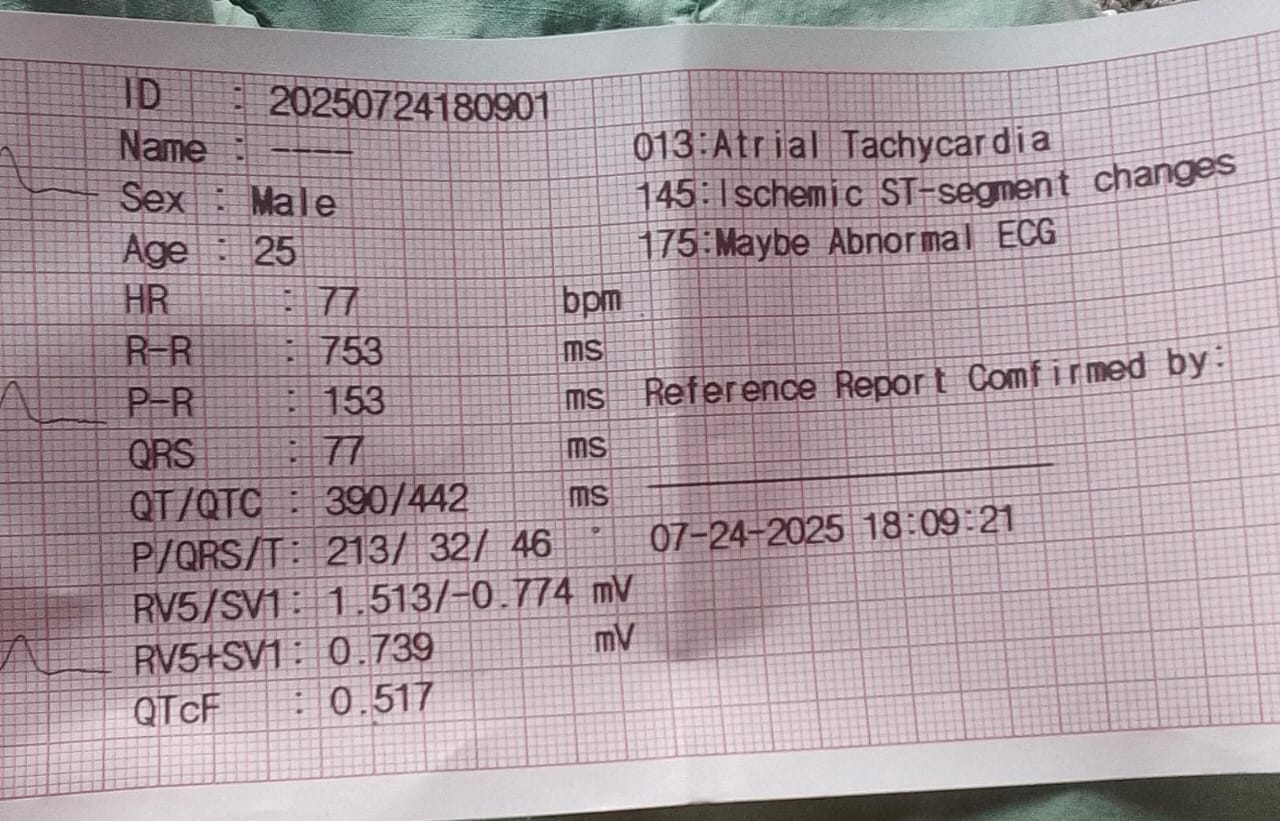 ID : 20250724180901
Name : ----
Sex : Male
Age : 25
HR : 77 bpm
R-R : 753 ms
P-R : 153 ms
QRS : 77 ms
QT/QTC : 390/442 ms
P/QRS/T: 213/ 32/ 46 °
RV5/SV1: 1.513/-0.774 mV
RV5+SV1: 0.739 mV
QTcF : 0.517
013:Atrial Tachycardia
145:Ischemic ST-segment changes
175:Maybe Abnormal ECG
Reference Report Comfirmed by:
07-24-2025 18:09:21